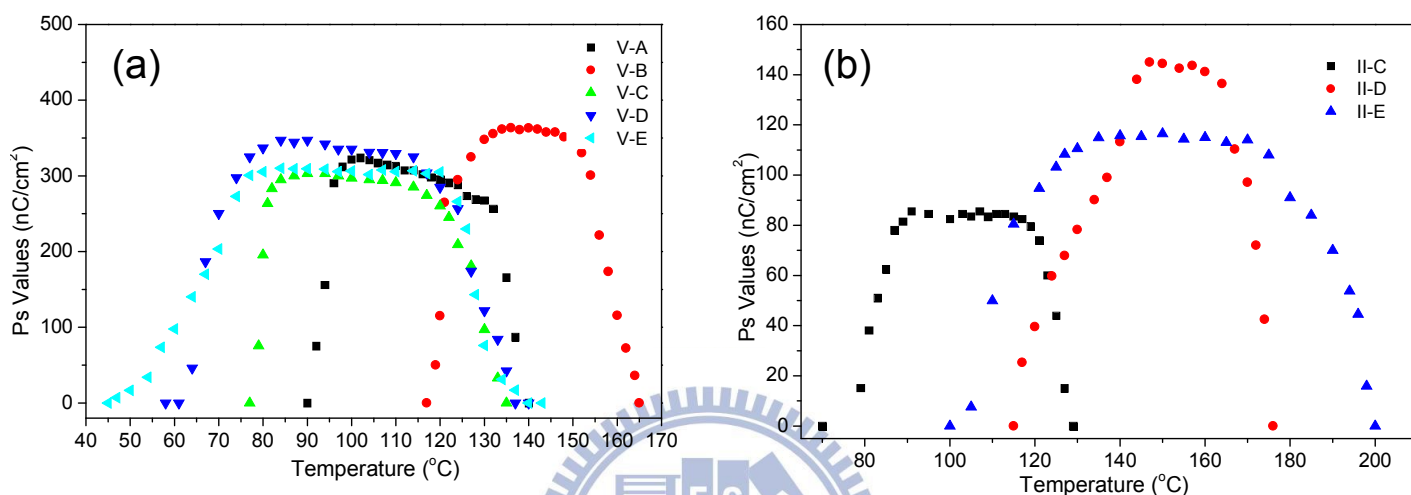 (a)
Ps Values (nC/cm²)
500
400
300
200
100
0
V-A
V-B
V-C
V-D
V-E
40 50 60 70 80 90 100 110 120 130 140 150 160 170
Temperature (°C)
(b)
Ps Values (nC/cm²)
160
140
120
100
80
60
40
20
0
II-C
II-D
II-E
80 100 120 130 140 160 180 200
Temperature (°C)